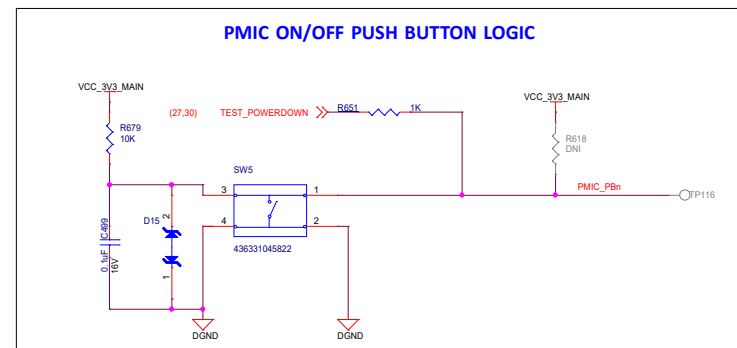 PMIC ON/OFF PUSH BUTTON LOGIC
VCC_3V3_MAIN
(27,30) TEST_POWERDOWN R651 1K
VCC_3V3_MAIN
R679
10K
R618
DNI
SW5
3 1
PMIC_PBn
TP116
4 2
C499
0.1uF
16V
D15
2
1
436331045822
DGND
DGND